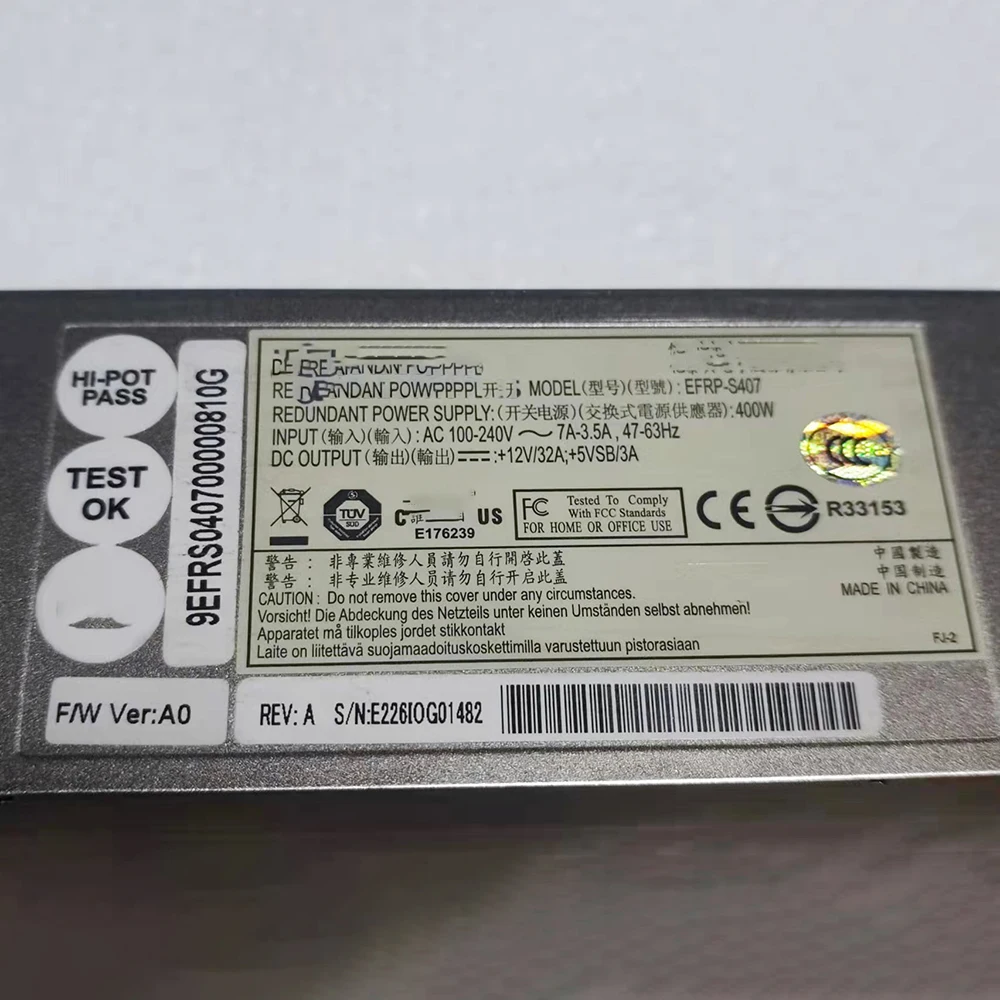 HI-POT
PASS
TEST
OK
9EFRS04070000810G
MODEL(型号)(型號):EFRP-S407
REDUNDANT POWER SUPPLY:(开关电源)(交換式電源供應器):400W
INPUT(输入)(輸入):AC 100-240V～7A-3.5A,47-63Hz
DC OUTPUT(输出)(輸出)⎓:+12V/32A;+5VSB/3A
TÜV
SÜD
C US
E176239
FC Tested To Comply
With FCC Standards
FOR HOME OR OFFICE USE
CE
R33153
警告: 非專業維修人員請勿自行開啓此蓋
警告: 非专业维修人员请勿自行开启此盖
CAUTION: Do not remove this cover under any circumstances.
Vorsicht! Die Abdeckung des Netzteils unter keinen Umständen selbst abnehmen!
Apparatet må tilkoples jordet stikkontakt
Laite on liitettävä suojamaadoituskoskettimilla varustettuun pistorasiaan
中國製造
中国制造
MADE IN CHINA
FJ-2
F/W Ver:A0
REV: A S/N:E226IOG01482